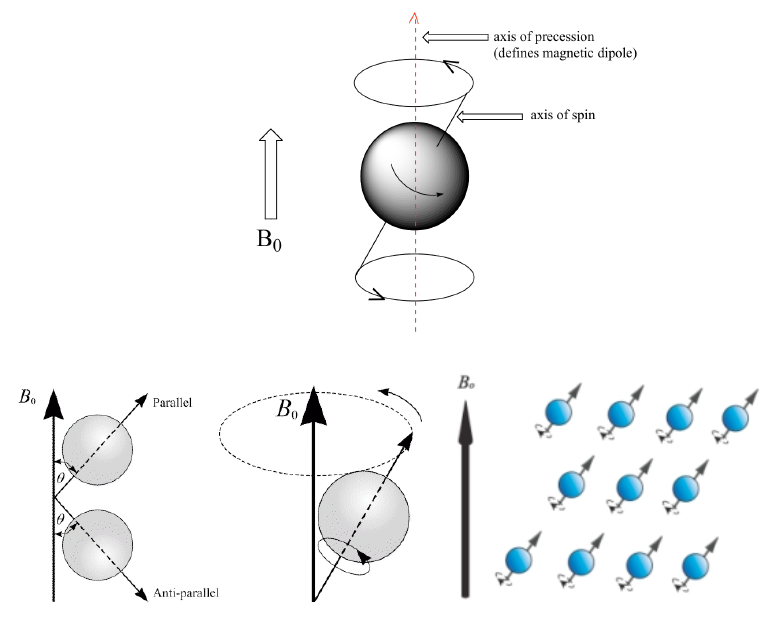 axis of precession
(defines magnetic dipole)
axis of spin
B0
B0
Parallel
θ
θ
Anti-parallel
B0
B0